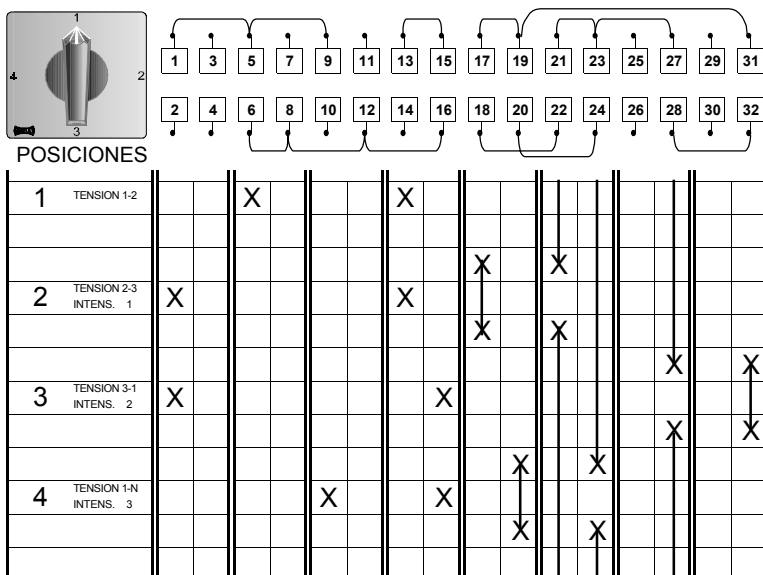 1
4
2
3
1 3 5 7 9 11 13 15 17 19 21 23 25 27 29 31
2 4 6 8 10 12 14 16 18 20 22 24 26 28 30 32
POSICIONES
1 TENSION 1-2 X X
X X
2 TENSION 2-3 X X
INTENS. 1
X X
X X
3 TENSION 3-1 X X
INTENS. 2
X X
X X
4 TENSION 1-N X X
INTENS. 3
X X